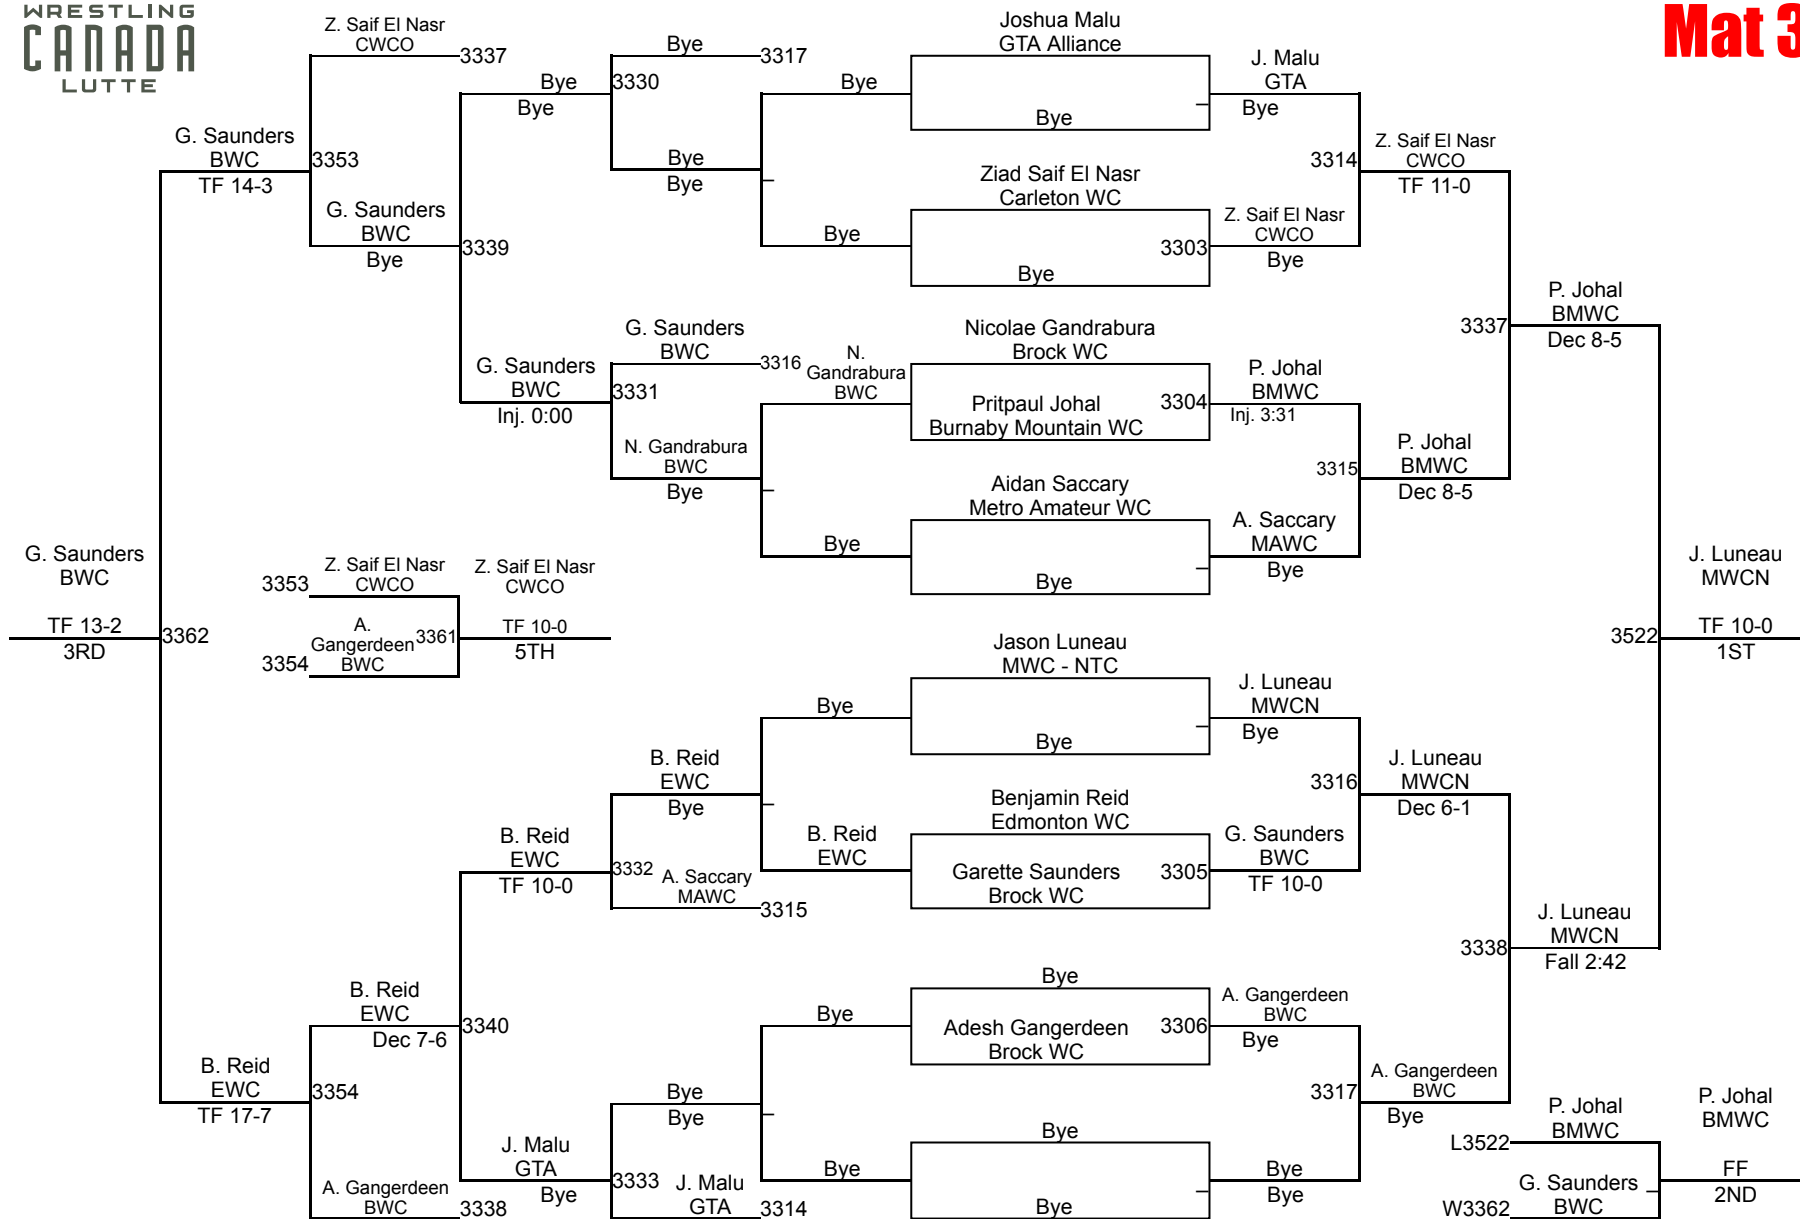 WRESTLING
CANADA
LUTTE
Mat 3
Z. Saif El Nasr
CWCO
3337
Bye
3317
Joshua Malu
GTA Alliance
J. Malu
GTA
Bye
Bye
3330
Bye
Bye
Bye
G. Saunders
BWC
TF 14-3
3353
Bye
Bye
3314
Z. Saif El Nasr
CWCO
TF 11-0
Ziad Saif El Nasr
Carleton WC
G. Saunders
BWC
Bye
3339
Bye
Bye
3303
Z. Saif El Nasr
CWCO
Bye
P. Johal
BMWC
Dec 8-5
3337
G. Saunders
BWC
3316
N.
Gandrabura
BWC
Nicolae Gandrabura
Brock WC
Pritpaul Johal
Burnaby Mountain WC
3304
P. Johal
BMWC
Inj. 3:31
G. Saunders
BWC
Inj. 0:00
3331
N. Gandrabura
BWC
Bye
3315
P. Johal
BMWC
Dec 8-5
Aidan Saccary
Metro Amateur WC
Bye
Bye
A. Saccary
MAWC
Bye
G. Saunders
BWC
TF 13-2
3RD
3362
3353
Z. Saif El Nasr
CWCO
A.
Gangerdeen
BWC
3354
3361
Z. Saif El Nasr
CWCO
TF 10-0
5TH
J. Luneau
MWCN
TF 10-0
1ST
3522
Jason Luneau
MWC - NTC
Bye
Bye
J. Luneau
MWCN
Bye
B. Reid
EWC
Bye
3316
J. Luneau
MWCN
Dec 6-1
Benjamin Reid
Edmonton WC
B. Reid
EWC
Garette Saunders
Brock WC
3305
G. Saunders
BWC
TF 10-0
B. Reid
EWC
TF 10-0
3332
A. Saccary
MAWC
3315
3338
J. Luneau
MWCN
Fall 2:42
B. Reid
EWC
Dec 7-6
3340
Bye
Bye
Adesh Gangerdeen
Brock WC
3306
A. Gangerdeen
BWC
Bye
B. Reid
EWC
TF 17-7
3354
Bye
Bye
3317
A. Gangerdeen
BWC
Bye
Bye
Bye
Bye
Bye
Bye
J. Malu
GTA
Bye
3333
J. Malu
GTA
3314
A. Gangerdeen
BWC
3338
L3522
P. Johal
BMWC
W3362
G. Saunders
BWC
P. Johal
BMWC
FF
2ND